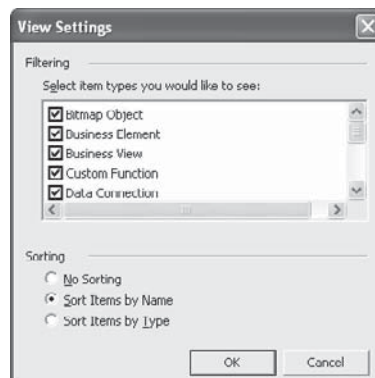 View Settings
Filtering
Select item types you would like to see:
Bitmap Object
Business Element
Business View
Custom Function
Data Connection
Sorting
No Sorting
Sort Items by Name
Sort Items by Type
OK
Cancel